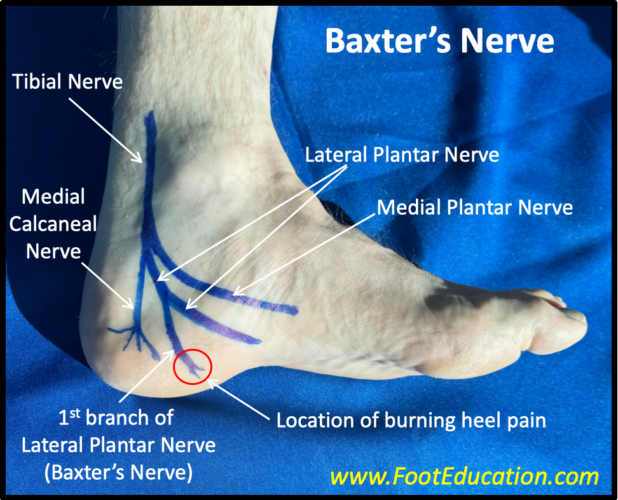 Baxter's Nerve
Tibial Nerve
Lateral Plantar Nerve
Medial
Calcaneal
Nerve
Medial Plantar Nerve
1st branch of
Lateral Plantar Nerve
(Baxter's Nerve)
Location of burning heel pain
www.FootEducation.com